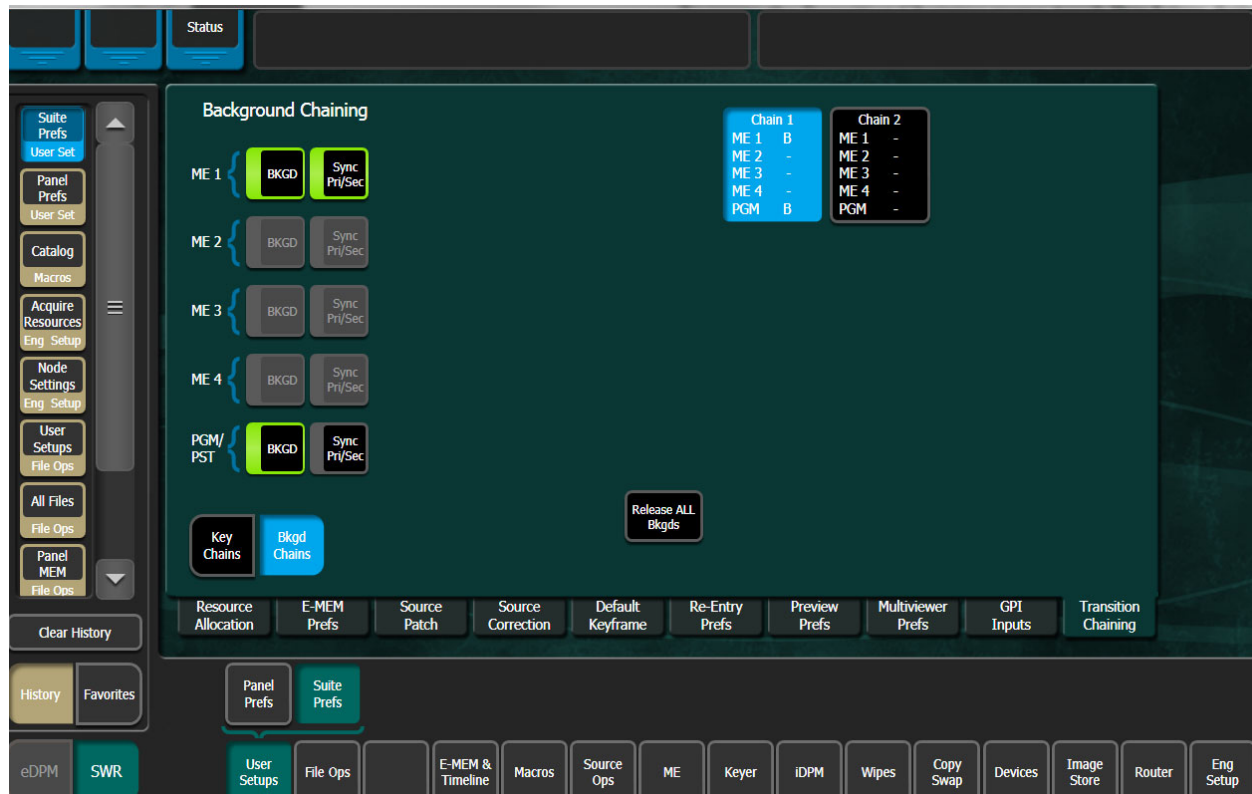 Status
Suite
Prefs
User Set
Panel
Prefs
User Set
Catalog
Macros
Acquire
Resources
Eng Setup
Node
Settings
Eng Setup
User
Setups
File Ops
All Files
File Ops
Panel
MEM
File Ops
Clear History
History
Favorites
eDPM
SWR
Background Chaining
ME 1
BKGD
Sync
Pri/Sec
ME 2
BKGD
Sync
Pri/Sec
ME 3
BKGD
Sync
Pri/Sec
ME 4
BKGD
Sync
Pri/Sec
PGM/
PST
BKGD
Sync
Pri/Sec
Chain 1
ME 1 B
ME 2 -
ME 3 -
ME 4 -
PGM B
Chain 2
ME 1 -
ME 2 -
ME 3 -
ME 4 -
PGM -
Release ALL
Bkgds
Key
Chains
Bkgd
Chains
Resource
Allocation
E-MEM
Prefs
Source
Patch
Source
Correction
Default
Keyframe
Re-Entry
Prefs
Preview
Prefs
Multiviewer
Prefs
GPI
Inputs
Transition
Chaining
Panel
Prefs
Suite
Prefs
User
Setups
File Ops
E-MEM &
Timeline
Macros
Source
Ops
ME
Keyer
iDPM
Wipes
Copy
Swap
Devices
Image
Store
Router
Eng
Setup